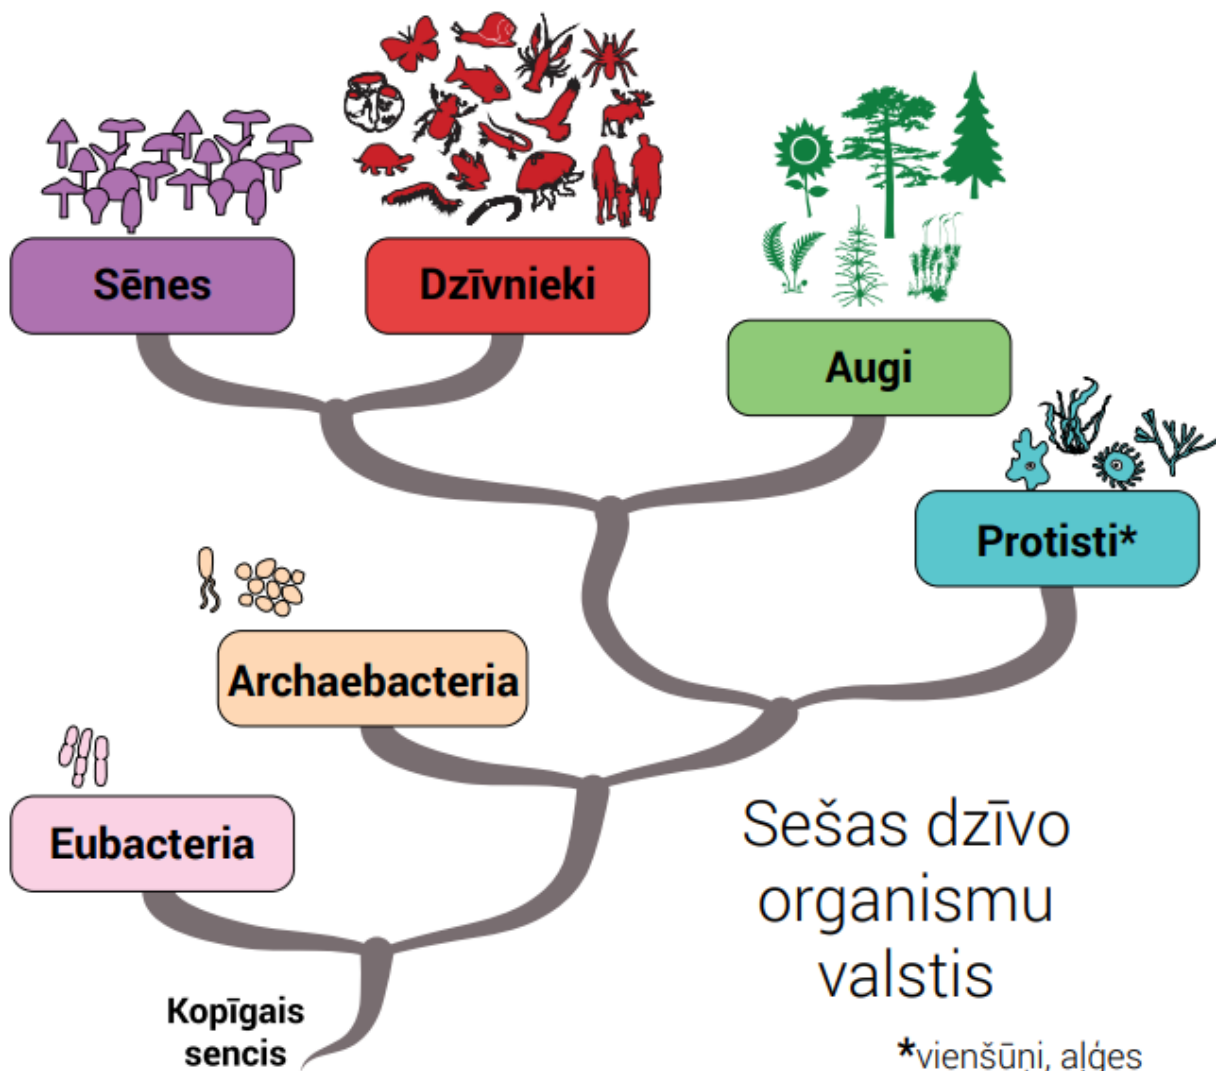 Sēnes
Dzīvnieki
Augi
Protisti*
Archaebacteria
Eubacteria
Sešas dzīvo
organismu
valstis
Kopīgais
sencis
*vienšūņi, aļģes